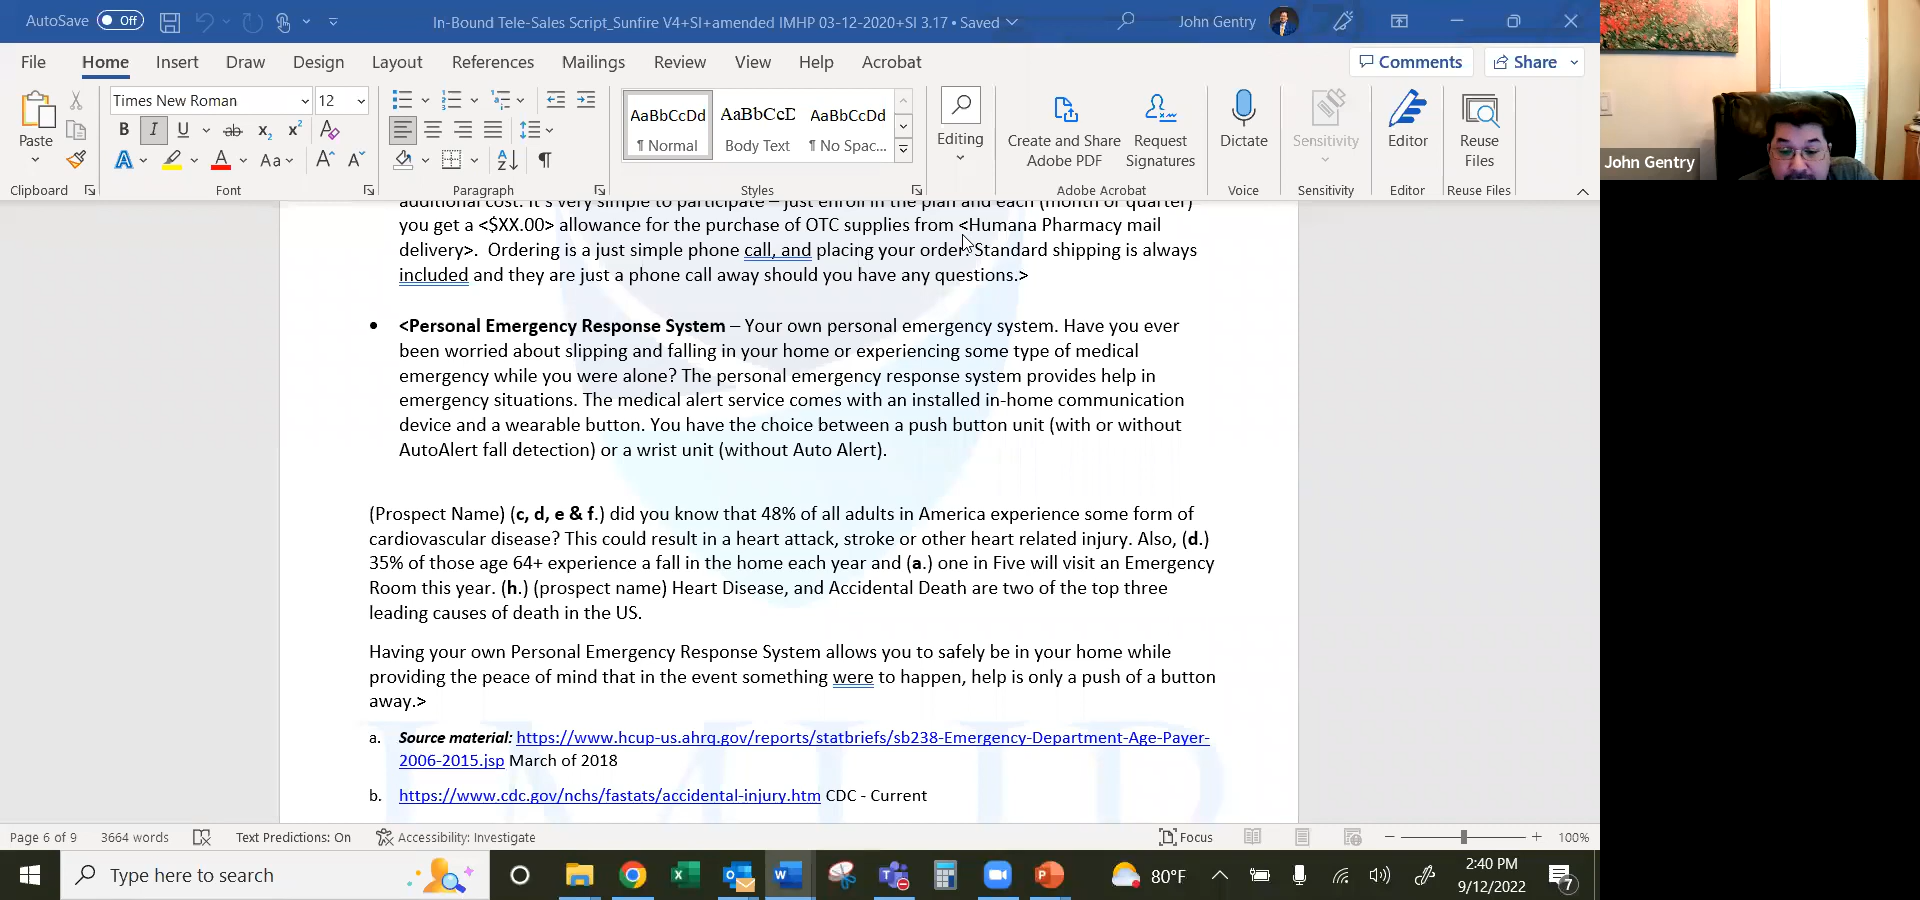 AutoSave Off
In-Bound Tele-Sales Script_Sunfire V4+SI+amended IMHP 03-12-2020+SI 3.17 • Saved
John Gentry
File Home Insert Draw Design Layout References Mailings Review View Help Acrobat
Comments Share
Times New Roman 12
Paste
Clipboard
Font
Paragraph
AaBbCcDd AaBbCcD AaBbCcDd
¶ Normal Body Text ¶ No Spac...
Styles
Editing
Create and Share Adobe PDF
Request Signatures
Adobe Acrobat
Dictate
Voice
Sensitivity
Sensitivity
Editor
Editor
Reuse Files
Reuse Files
John Gentry
additional cost. It's very simple to participate – just enroll in the plan and each (month or quarter)
you get a <$XX.00> allowance for the purchase of OTC supplies from <Humana Pharmacy mail
delivery>. Ordering is a just simple phone call, and placing your order. Standard shipping is always
included and they are just a phone call away should you have any questions.>
• <Personal Emergency Response System – Your own personal emergency system. Have you ever
been worried about slipping and falling in your home or experiencing some type of medical
emergency while you were alone? The personal emergency response system provides help in
emergency situations. The medical alert service comes with an installed in-home communication
device and a wearable button. You have the choice between a push button unit (with or without
AutoAlert fall detection) or a wrist unit (without Auto Alert).
(Prospect Name) (c, d, e & f.) did you know that 48% of all adults in America experience some form of
cardiovascular disease? This could result in a heart attack, stroke or other heart related injury. Also, (d.)
35% of those age 64+ experience a fall in the home each year and (a.) one in Five will visit an Emergency
Room this year. (h.) (prospect name) Heart Disease, and Accidental Death are two of the top three
leading causes of death in the US.
Having your own Personal Emergency Response System allows you to safely be in your home while
providing the peace of mind that in the event something were to happen, help is only a push of a button
away.>
a. Source material: https://www.hcup-us.ahrq.gov/reports/statbriefs/sb238-Emergency-Department-Age-Payer-
2006-2015.jsp March of 2018
b. https://www.cdc.gov/nchs/fastats/accidental-injury.htm CDC - Current
Page 6 of 9 3664 words Text Predictions: On Accessibility: Investigate Focus 100%
Type here to search
80°F
2:40 PM
9/12/2022
7